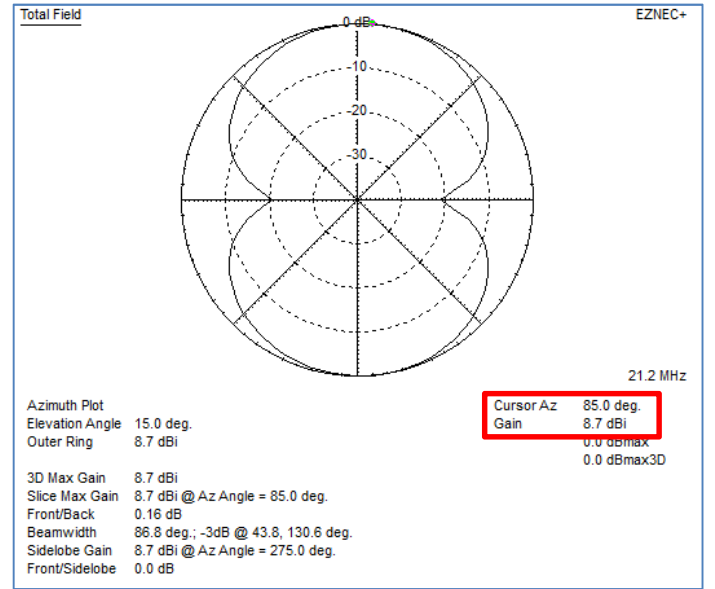 Total Field
EZNEC+
0 dB
-10
-20
-30
21.2 MHz
Azimuth Plot
Elevation Angle 15.0 deg.
Outer Ring 8.7 dBi
3D Max Gain 8.7 dBi
Slice Max Gain 8.7 dBi @ Az Angle = 85.0 deg.
Front/Back 0.16 dB
Beamwidth 86.8 deg.; -3dB @ 43.8, 130.6 deg.
Sidelobe Gain 8.7 dBi @ Az Angle = 275.0 deg.
Front/Sidelobe 0.0 dB
Cursor Az 85.0 deg.
Gain 8.7 dBi
0.0 dBmax
0.0 dBmax3D